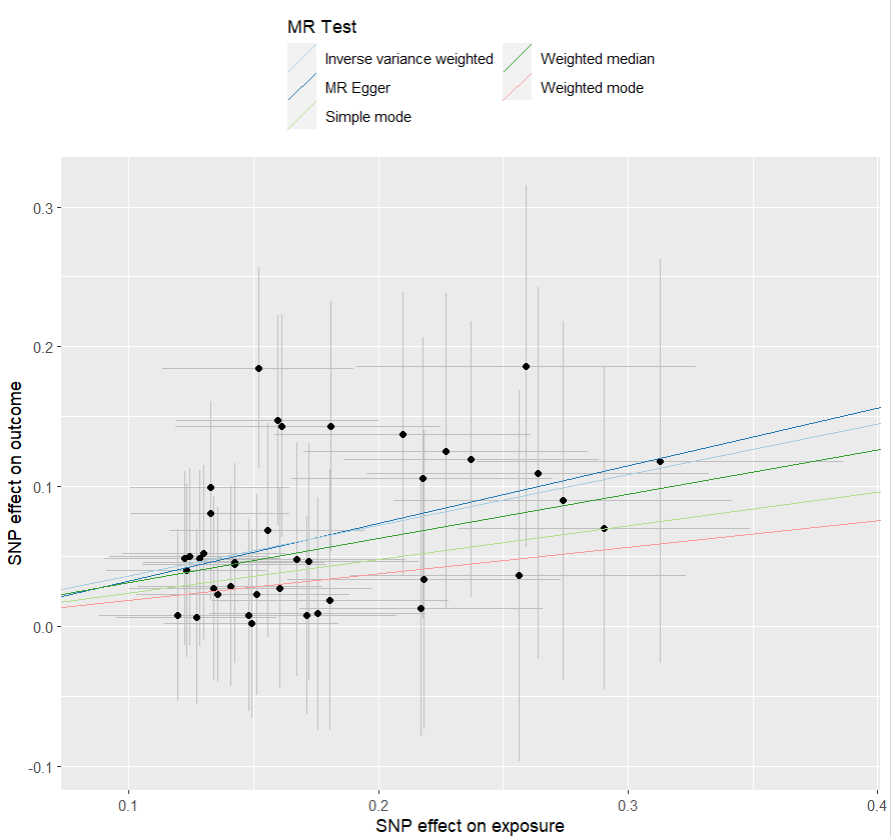 MR Test
Inverse variance weighted
Weighted median
MR Egger
Weighted mode
Simple mode
SNP effect on outcome
0.3
0.2
0.1
0.0
-0.1
0.1
0.2
0.3
0.4
SNP effect on exposure